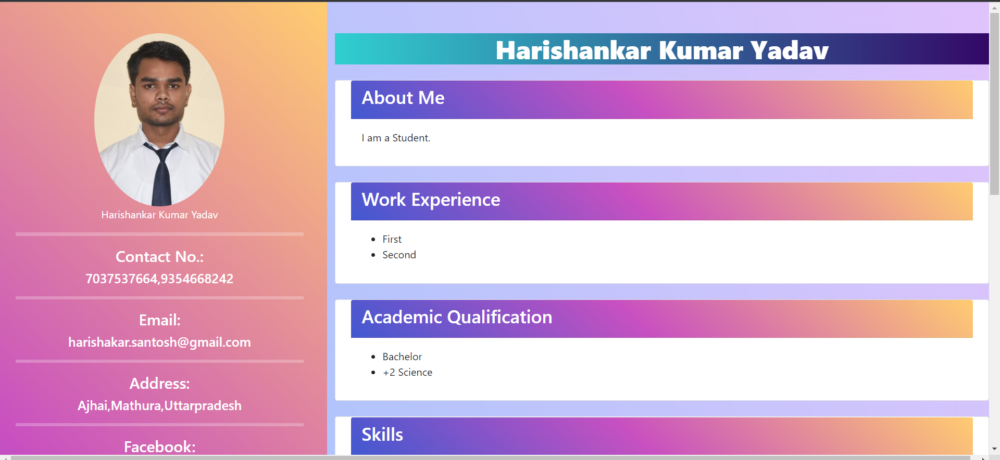 Harishankar Kumar Yadav
Contact No.:
7037537664,9354668242
Email:
harishakar.santosh@gmail.com
Address:
Ajhai,Mathura,Uttarpradesh
Facebook:
Harishankar Kumar Yadav
About Me
I am a Student.
Work Experience
First
Second
Academic Qualification
Bachelor
+2 Science
Skills